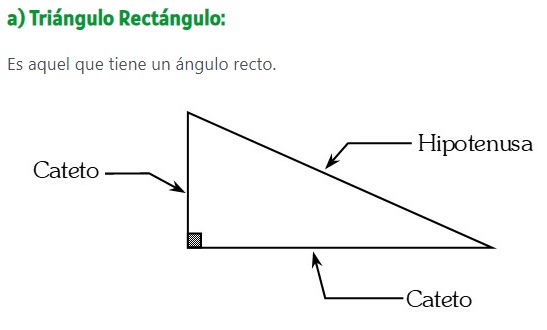 a) Triángulo Rectángulo:
Es aquel que tiene un ángulo recto.
Hipotenusa
Cateto
Cateto